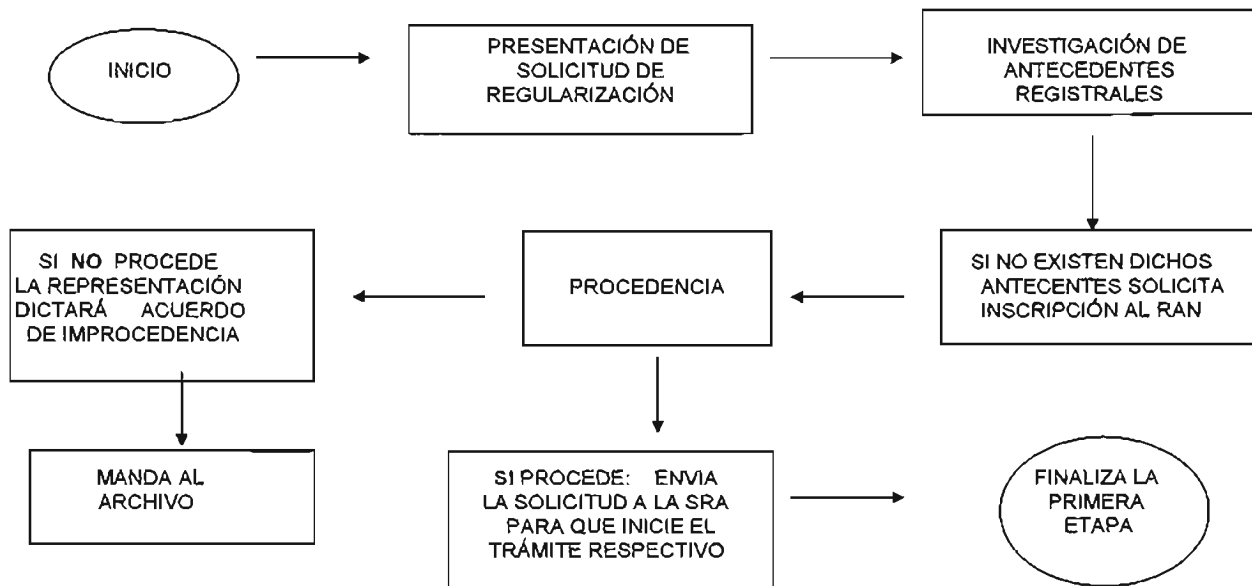 INICIO
PRESENTACIÓN DE
SOLICITUD DE
REGULARIZACIÓN
INVESTIGACIÓN DE
ANTECEDENTES
REGISTRALES
SI NO PROCEDE
LA REPRESENTACIÓN
DICTARÁ ACUERDO
DE IMPROCEDENCIA
PROCEDENCIA
SI NO EXISTEN DICHOS
ANTECENTES SOLICITA
INSCRIPCIÓN AL RAN
MANDA AL
ARCHIVO
SI PROCEDE: ENVIA
LA SOLICITUD A LA SRA
PARA QUE INICIE EL
TRÁMITE RESPECTIVO
FINALIZA LA
PRIMERA
ETAPA